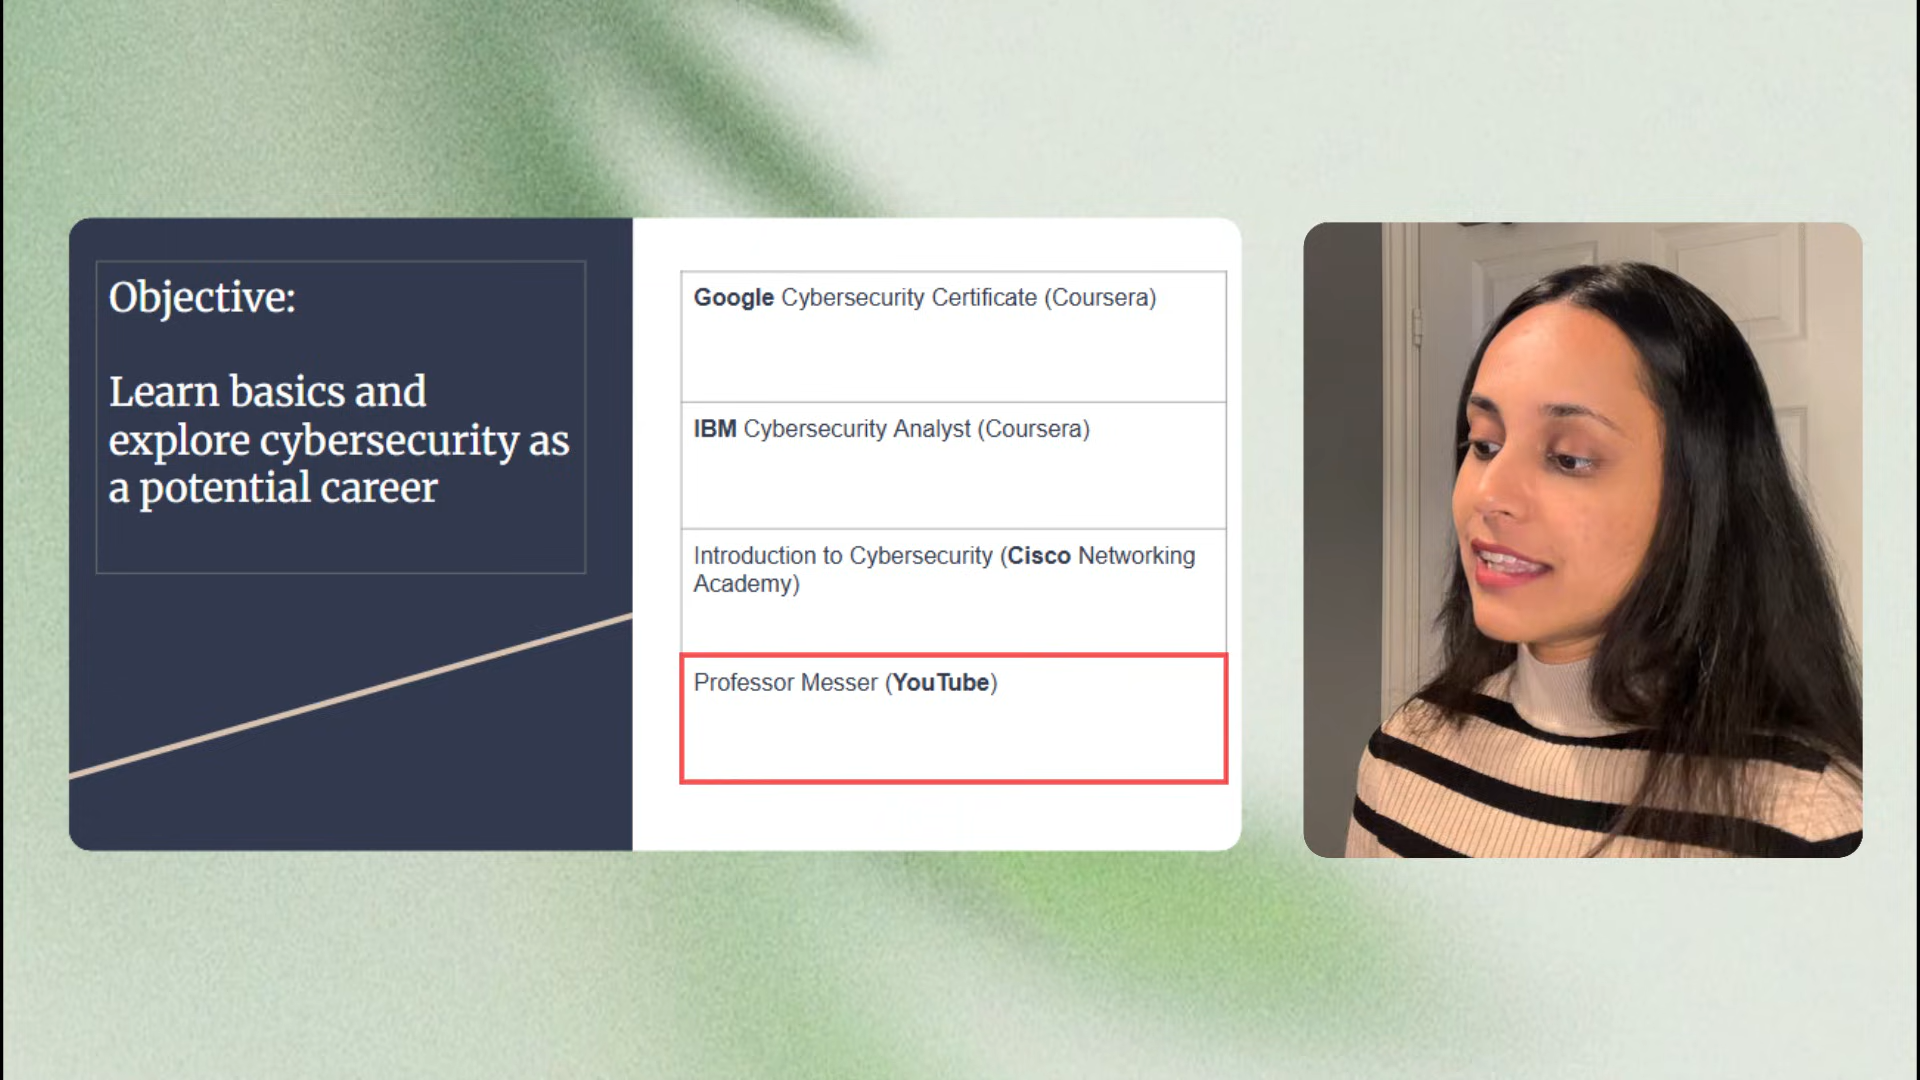 Objective:
Learn basics and
explore cybersecurity as
a potential career
Google Cybersecurity Certificate (Coursera)
IBM Cybersecurity Analyst (Coursera)
Introduction to Cybersecurity (Cisco Networking
Academy)
Professor Messer (YouTube)